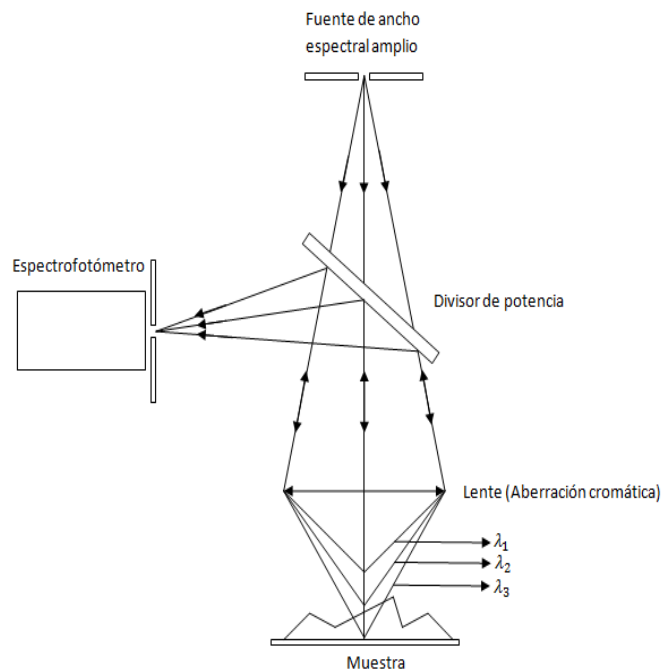 Fuente de ancho
espectral amplio
Espectrofotómetro
Divisor de potencia
Lente (Aberración cromática)
λ₁
λ₂
λ₃
Muestra